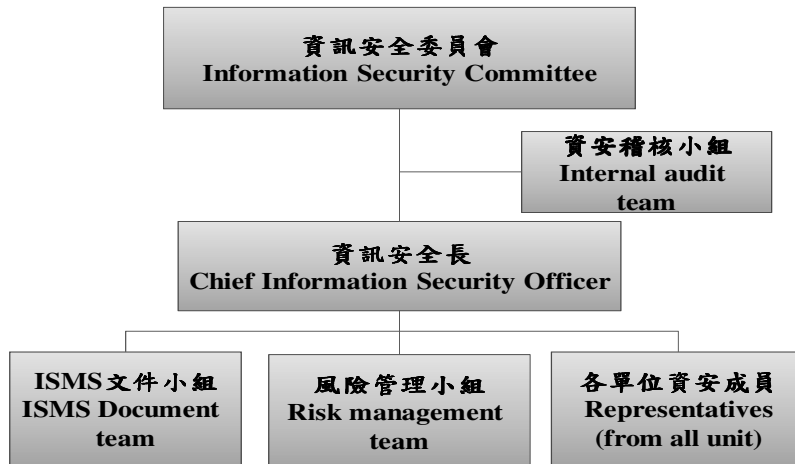 資訊安全委員會
Information Security Committee
資安稽核小組
Internal audit
team
資訊安全長
Chief Information Security Officer
ISMS文件小組
ISMS Document
team
風險管理小組
Risk management
team
各單位資安成員
Representatives
(from all unit)